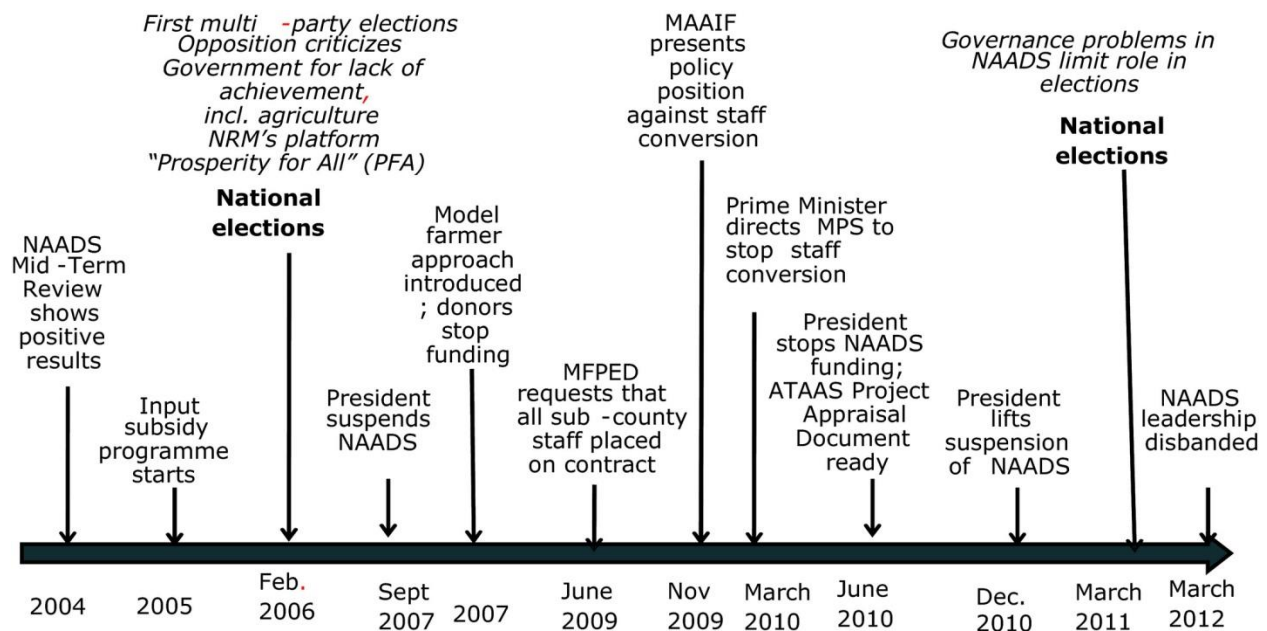 First multi -party elections
Opposition criticizes
Government for lack of
achievement,
incl. agriculture
NRM's platform
"Prosperity for All" (PFA)
National
elections
MAAIF
presents
policy
position
against staff
conversion
Governance problems in
NAADS limit role in
elections
National
elections
NAADS
Mid -Term
Review
shows
positive
results
Input
subsidy
programme
starts
President
suspends
NAADS
Model
farmer
approach
introduced
; donors
stop
funding
MFPED
requests that
all sub -county
staff placed
on contract
Prime Minister
directs MPS to
stop staff
conversion
President
stops NAADS
funding;
ATAAS Project
Appraisal
Document
ready
President
lifts
suspension
of NAADS
NAADS
leadership
disbanded
2004
2005
Feb.
2006
Sept
2007
2007
June
2009
Nov
2009
March
2010
June
2010
Dec.
2010
March
2011
March
2012